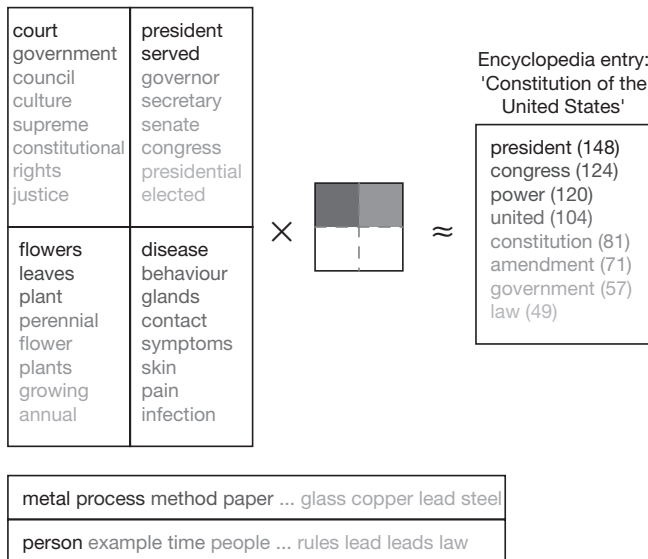 court
government
council
culture
supreme
constitutional
rights
justice
president
served
governor
secretary
senate
congress
presidential
elected
flowers
leaves
plant
perennial
flower
plants
growing
annual
disease
behaviour
glands
contact
symptoms
skin
pain
infection
×
≈
Encyclopedia entry:
'Constitution of the
United States'
president (148)
congress (124)
power (120)
united (104)
constitution (81)
amendment (71)
government (57)
law (49)
metal process method paper ... glass copper lead steel
person example time people ... rules lead leads law